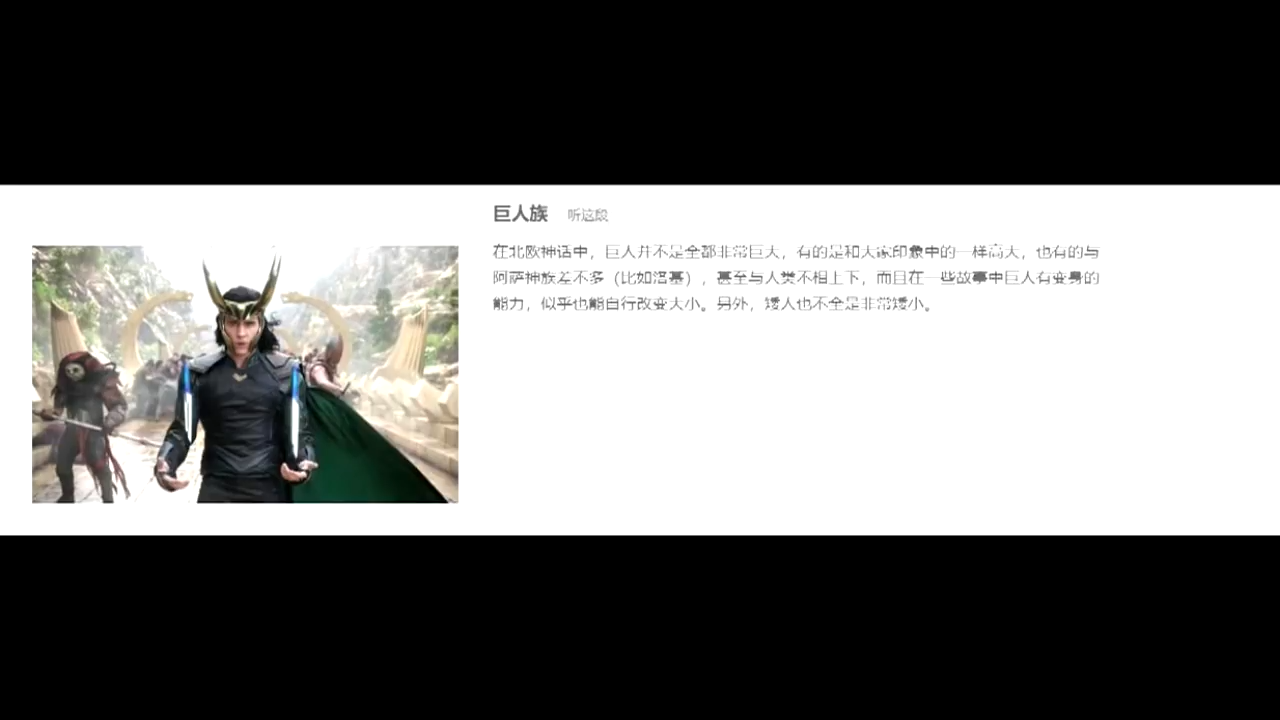 巨人族 听这段
在北欧神话中，巨人并不是全部非常巨大，有的是和大家印象中的一样高大，也有的与
阿萨神族差不多（比如洛基），甚至与人类不相上下，而且在一些故事中巨人有变身的
能力，似乎也能自行改变大小。另外，矮人也不全是非常矮小。